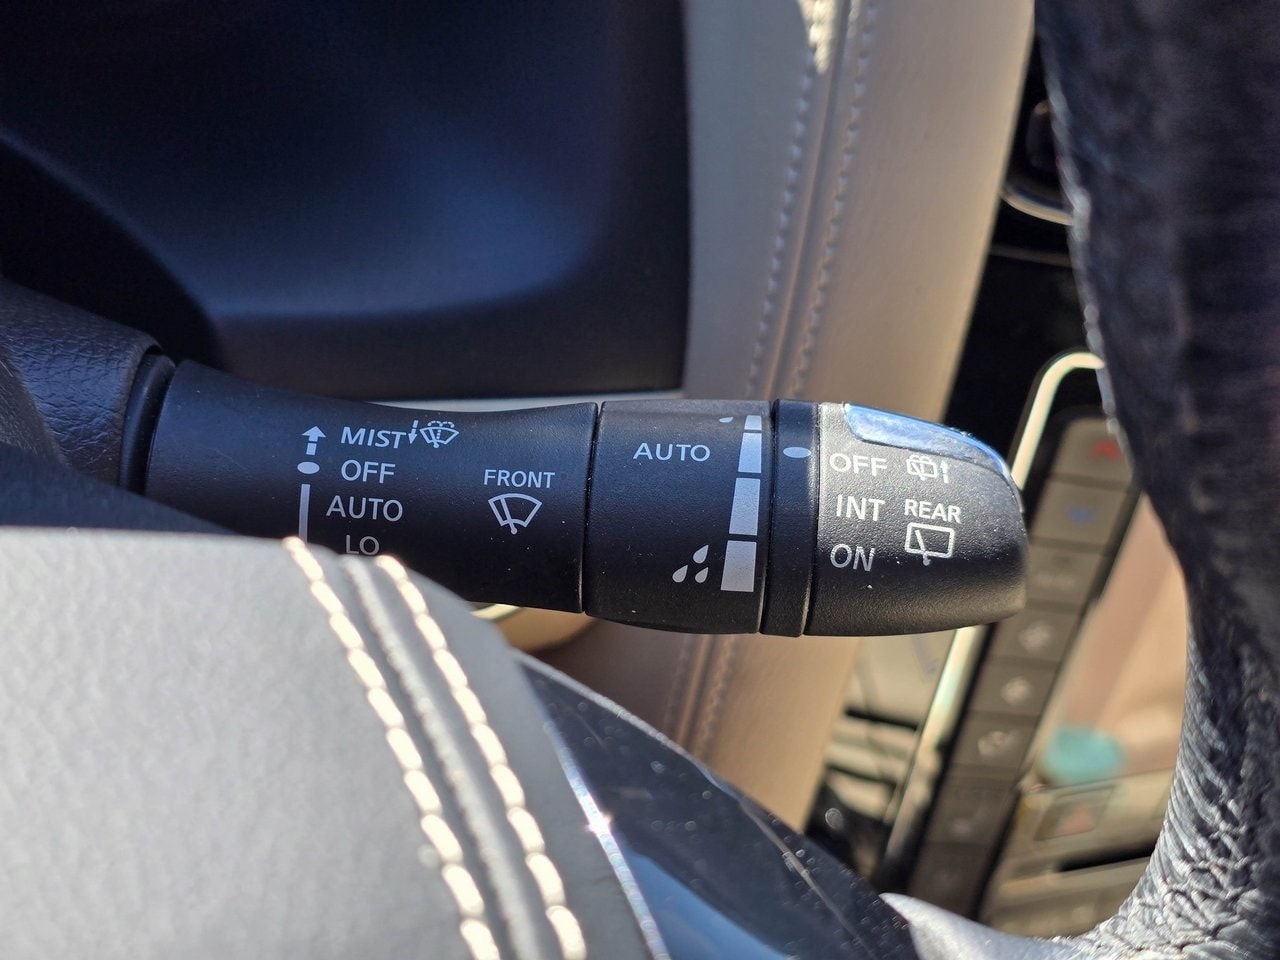 MIST
OFF
AUTO
LO
FRONT
AUTO
OFF
INT
ON
REAR